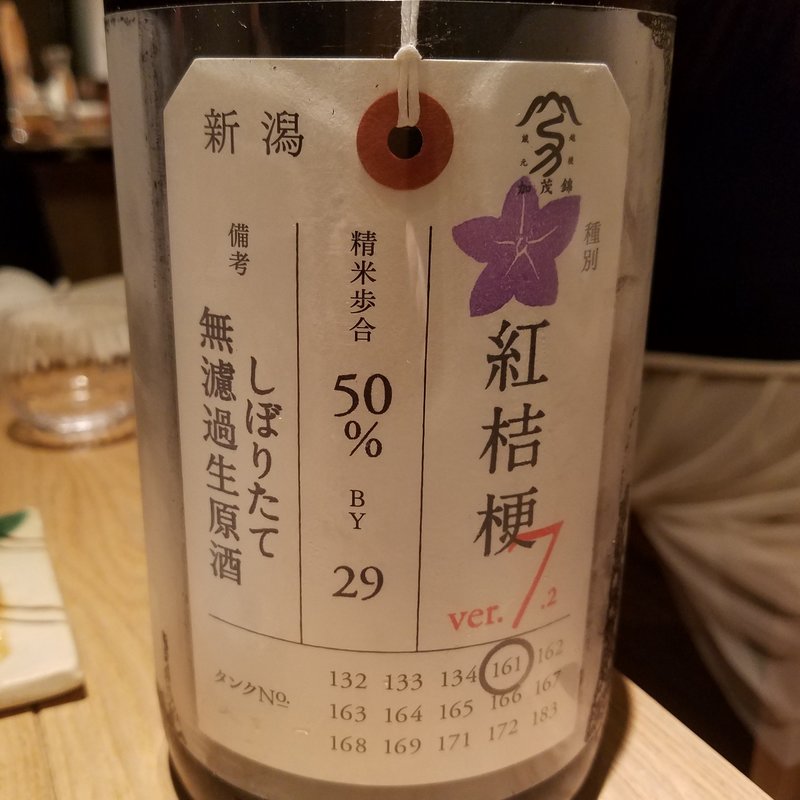 新潟
蔵元
越後
加茂錦
種別
紅桔梗
ver.7.2
精米歩合
50%
BY
29
備考
しぼりたて
無濾過生原酒
タンクNo.
132 133 134 161 162
163 164 165 166 167
168 169 171 172 183